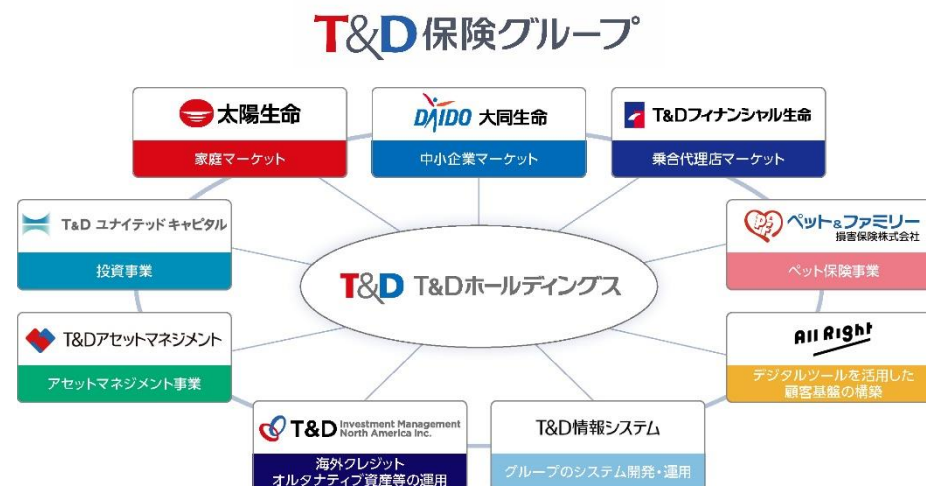 T&D保険グループ
太陽生命
家庭マーケット
DAIDO 大同生命
中小企業マーケット
T&Dフィナンシャル生命
乗合代理店マーケット
T&D ユナイテッドキャピタル
投資事業
PF
ペット&ファミリー
損害保険株式会社
ペット保険事業
T&D T&Dホールディングス
T&Dアセットマネジメント
アセットマネジメント事業
All Right
デジタルツールを活用した
顧客基盤の構築
T&D Investment Management
North America Inc.
海外クレジット
オルタナティブ資産等の運用
T&D情報システム
グループのシステム開発・運用